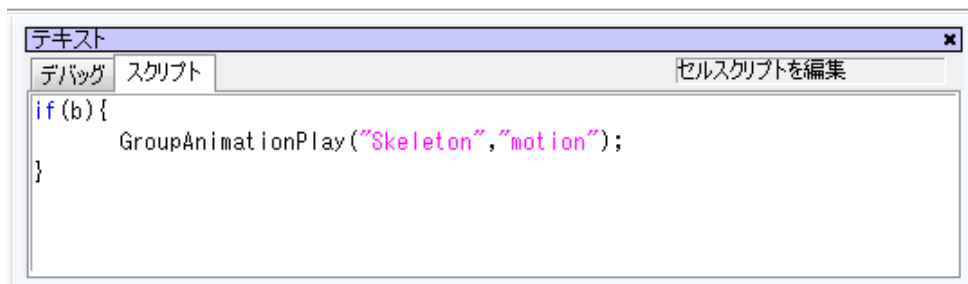 テキスト
デバッグ スクリプト セルスクリプトを編集
if(b){
GroupAnimationPlay("Skeleton","motion");
}